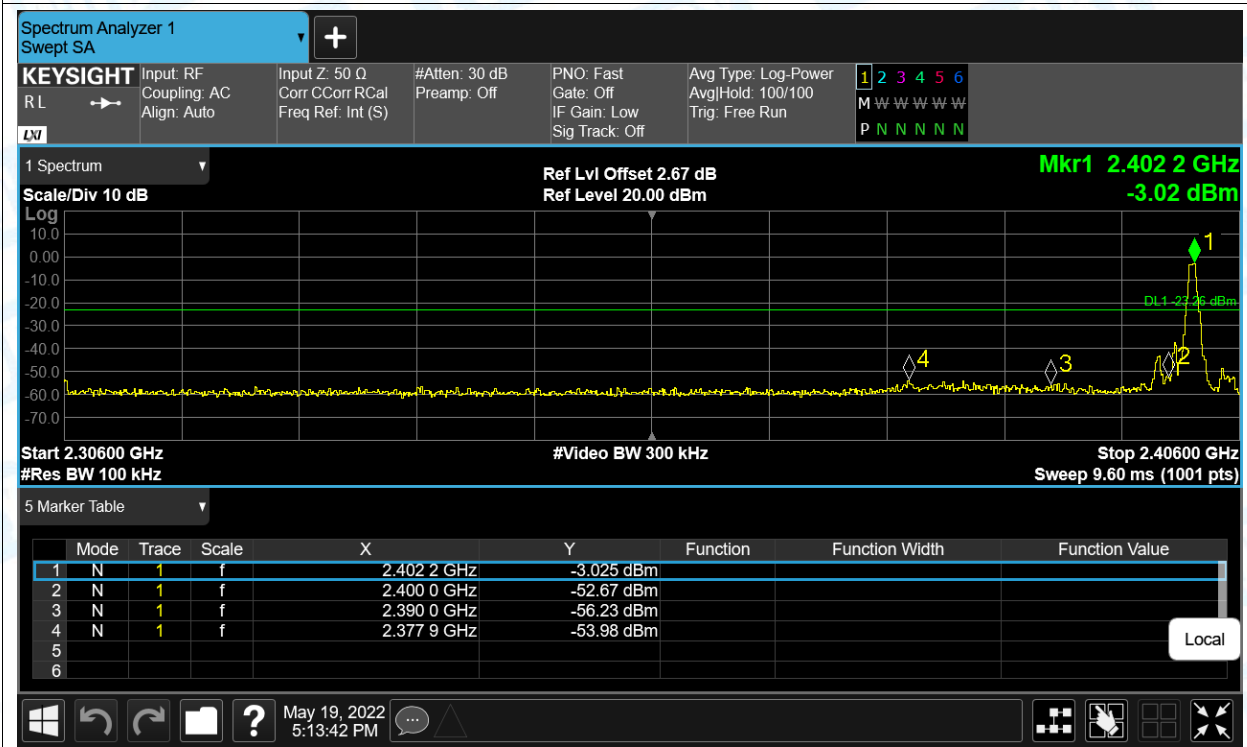 Spectrum Analyzer 1
Swept SA
+
KEYSIGHT Input: RF Input Z: 50 Ω #Atten: 30 dB PNO: Fast Avg Type: Log-Power 1 2 3 4 5 6
R L Coupling: AC Corr CCorr RCal Preamp: Off Gate: Off Avg|Hold: 100/100 M W W W W W
Align: Auto Freq Ref: Int (S) IF Gain: Low Trig: Free Run
LXI Sig Track: Off P N N N N N
1 Spectrum Ref Lvl Offset 2.67 dB Mkr1 2.402 2 GHz
Scale/Div 10 dB Ref Level 20.00 dBm -3.02 dBm
Log
10.0
1
0.00
-10.0
-20.0
DL1 -23.26 dBm
-30.0
-40.0
4 3 2
-50.0
-60.0
-70.0
Start 2.30600 GHz #Video BW 300 kHz Stop 2.40600 GHz
#Res BW 100 kHz Sweep 9.60 ms (1001 pts)
5 Marker Table
Mode Trace Scale X Y Function Function Width Function Value
1 N 1 f 2.402 2 GHz -3.025 dBm
2 N 1 f 2.400 0 GHz -52.67 dBm
3 N 1 f 2.390 0 GHz -56.23 dBm
4 N 1 f 2.377 9 GHz -53.98 dBm
5
6
Local
? May 19, 2022
5:13:42 PM